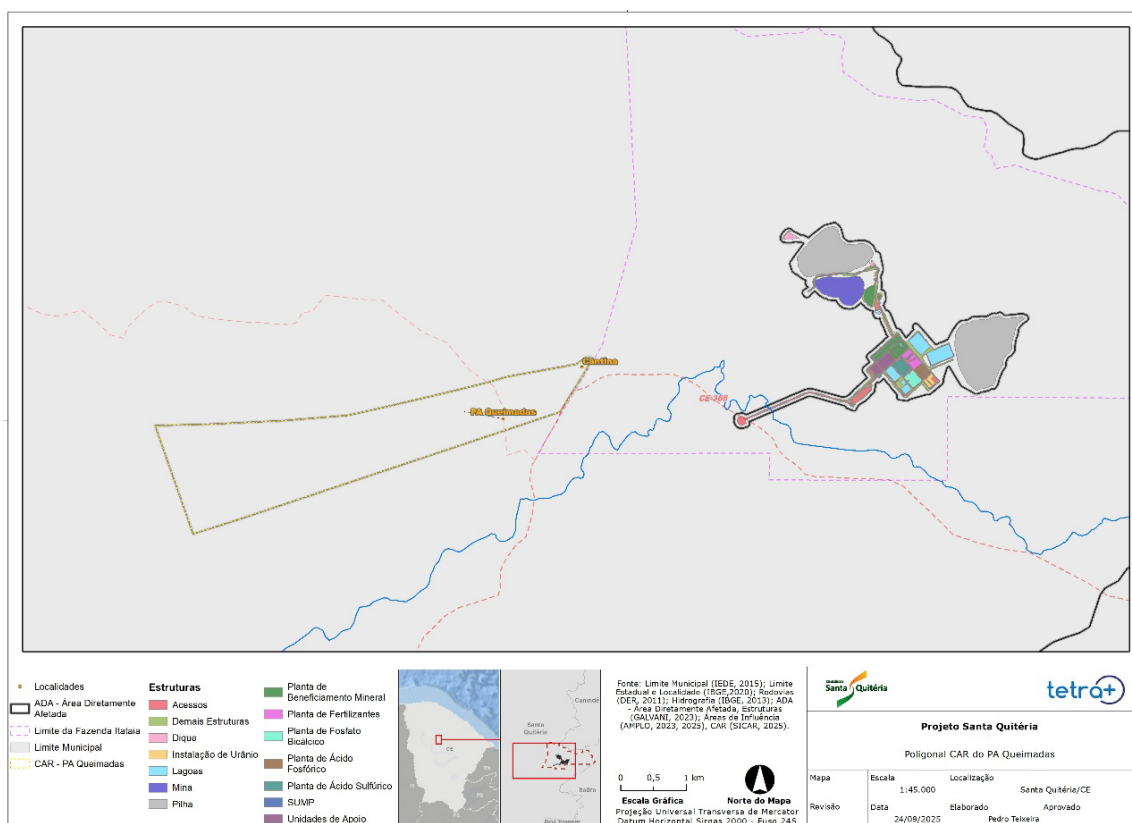 Cantina
PA Queimadas
CE-366
Localidades
ADA - Área Diretamente
Afetada
Limite da Fazenda Itataia
Limite Municipal
CAR - PA Queimadas
Estruturas
Acessos
Demais Estruturas
Dique
Instalação de Urânio
Lagoas
Mina
Pilha
Planta de
Beneficiamento Mineral
Planta de Fertilizantes
Planta de Fosfato
Bicálcico
Planta de Ácido
Fosfórico
Planta de Ácido Sulfúrico
SUMP
Unidades de Apoio
CE
Santa
Quitéria
Canindé
Itatira
Boa Viagem
Fonte: Limite Municipal (IEDE, 2015); Limite
Estadual e Localidade (IBGE,2020); Rodovias
(DER, 2011); Hidrografia (IBGE, 2013); ADA
- Área Diretamente Afetada, Estruturas
(GALVANI, 2023); Áreas de Influência
(AMPLO, 2023, 2025), CAR (SICAR, 2025).
0 0,5 1 km
Escala Gráfica
Norte do Mapa
Projeção Universal Transversa de Mercator
Datum Horizontal Sirgas 2000 - Fuso 24S
Santa Quitéria
tetra+
Projeto Santa Quitéria
Poligonal CAR do PA Queimadas
Mapa
Escala
Localização
1:45.000
Santa Quitéria/CE
Revisão
Data
Elaborado
Aprovado
24/09/2025
Pedro Teixeira